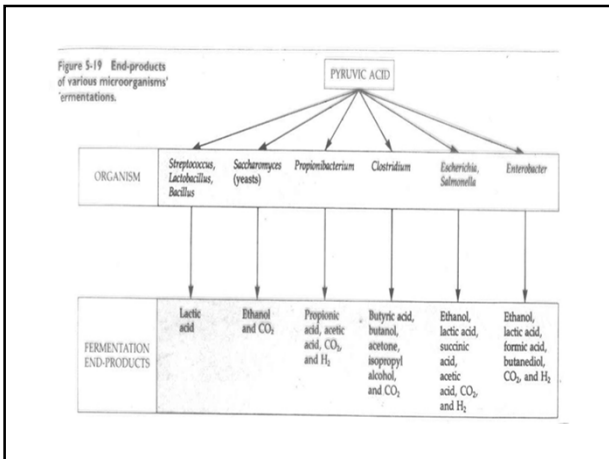 Figure 5-19 End-products
of various microorganisms'
fermentations.
PYRUVIC ACID
ORGANISM
Streptococcus,
Lactobacillus,
Bacillus
Saccharomyces
(yeasts)
Propionibacterium
Clostridium
Escherichia,
Salmonella
Enterobacter
FERMENTATION
END-PRODUCTS
Lactic
acid
Ethanol
and CO₂
Propionic
acid, acetic
acid, CO₂,
and H₂
Butyric acid,
butanol,
acetone,
isopropyl
alcohol,
and CO₂
Ethanol,
lactic acid,
succinic
acid,
acetic
acid, CO₂,
and H₂
Ethanol,
lactic acid,
formic acid,
butanediol,
CO₂, and H₂